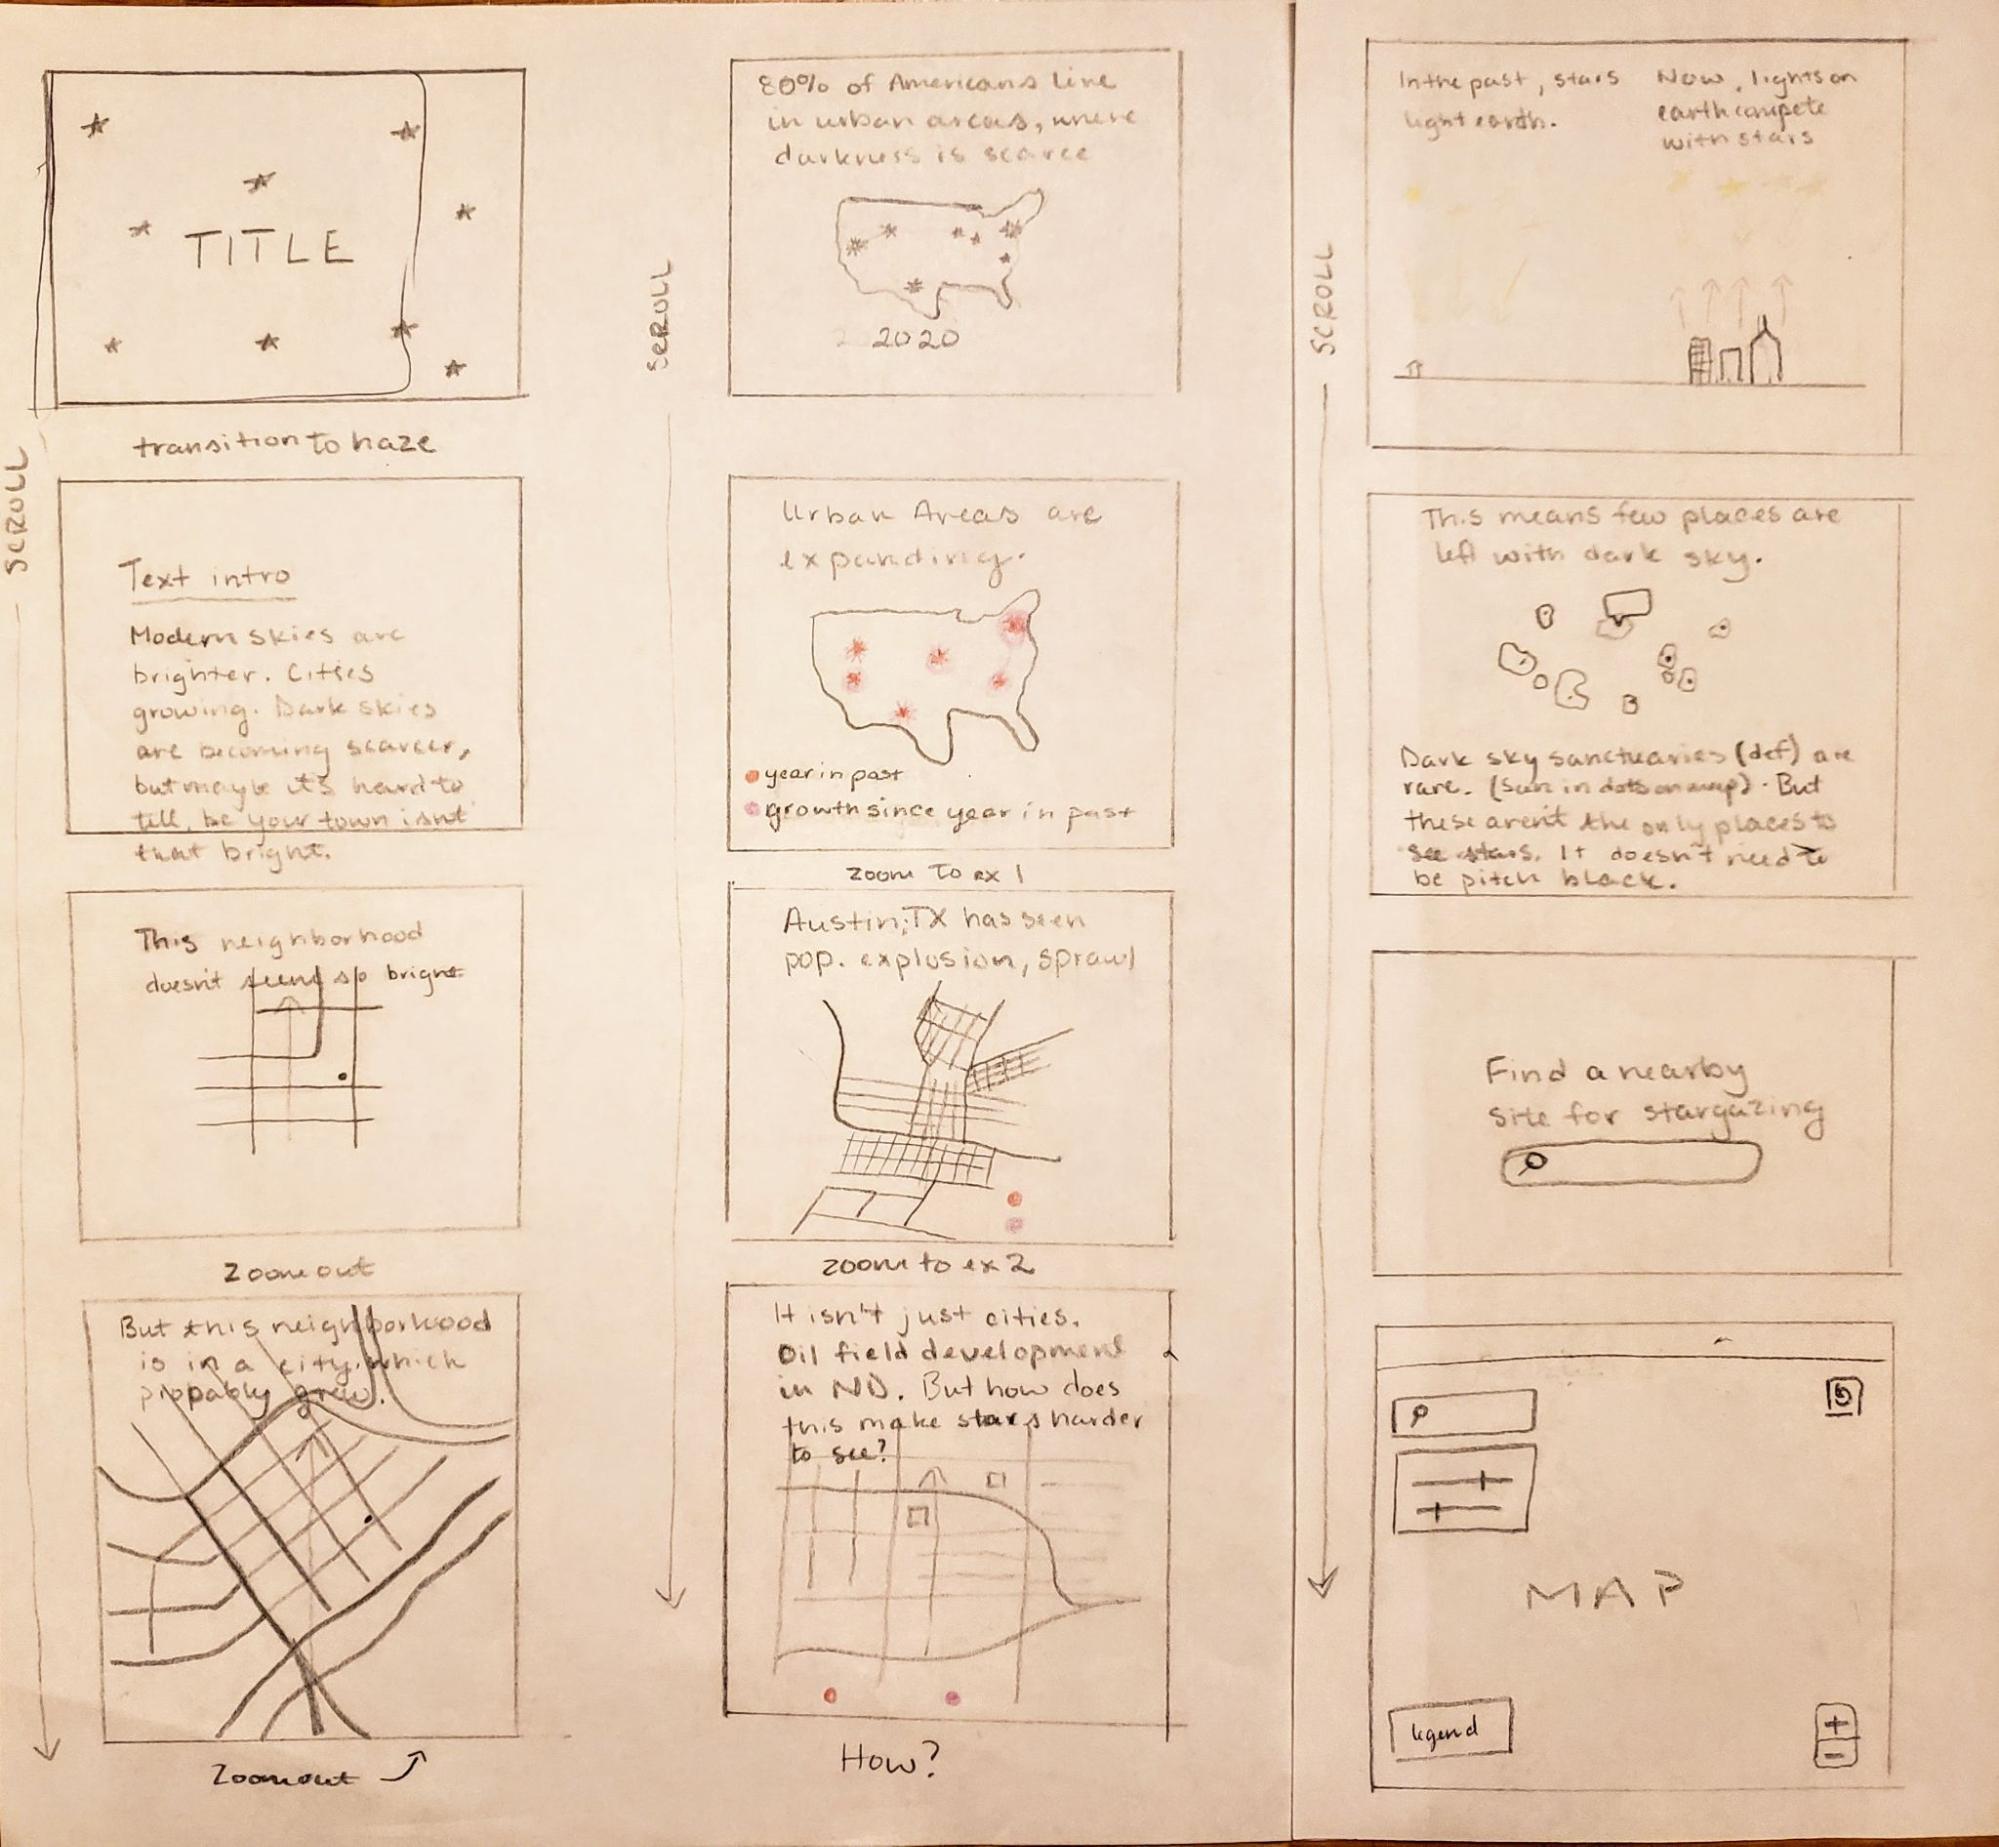 TITLE
transition to haze
SCROLL
Text intro
Modern skies are
brighter. Cities
growing. Dark skies
are becoming scarcer,
but maybe it's hard to
tll, bc your town isnt
that bright.
This neighborhood
doesn't seem so bright
Zoom out
But this neighborhood
is in a city, which
probably grew.
Zoom out
SCROLL
80% of Americans live
in urban areas, where
darkness is scarce
2020
Urban Areas are
expanding.
year in past
growth since year in past
zoom to ex 1
Austin, TX has seen
pop. explosion, sprawl
zoom to ex 2
It isn't just cities.
Oil field development
in ND. But how does
this make stars harder
to see?
How?
SCROLL
In the past, stars
light earth.
Now, lights on
earth compete
with stars
This means few places are
left with dark sky.
Dark sky sanctuaries (def) are
rare. (in dots on map). But
these aren't the only places to
see stars. It doesn't need to
be pitch black.
Find a nearby
site for stargazing
MAP
legend
+
-